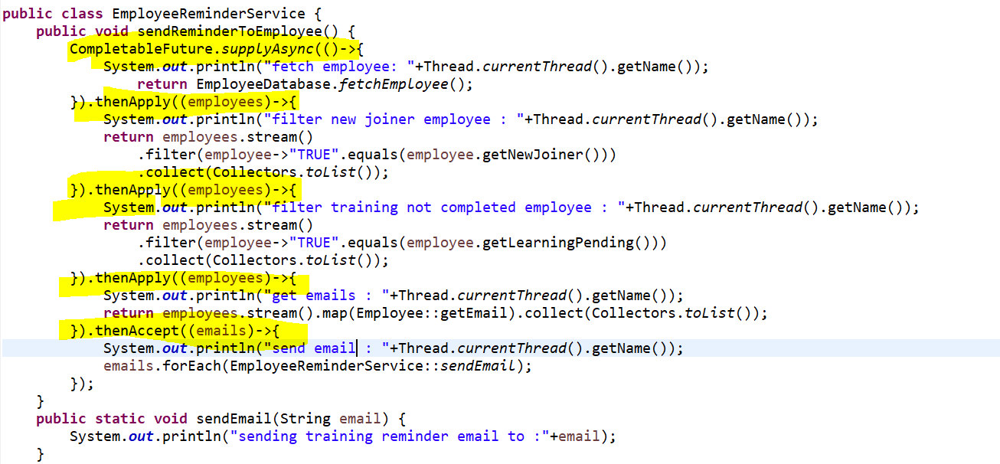 public class EmployeeReminderService {
    public void sendReminderToEmployee() {
        CompletableFuture.supplyAsync(()->{
            System.out.println("fetch employee: "+Thread.currentThread().getName());
                return EmployeeDatabase.fetchEmployee();
        }).thenApply((employees)->{
            System.out.println("filter new joiner employee : "+Thread.currentThread().getName());
            return employees.stream()
                .filter(employee->"TRUE".equals(employee.getNewJoiner()))
                .collect(Collectors.toList());
        }).thenApply((employees)->{
            System.out.println("filter training not completed employee : "+Thread.currentThread().getName());
            return employees.stream()
                .filter(employee->"TRUE".equals(employee.getLearningPending()))
                .collect(Collectors.toList());
        }).thenApply((employees)->{
            System.out.println("get emails : "+Thread.currentThread().getName());
            return employees.stream().map(Employee::getEmail).collect(Collectors.toList());
        }).thenAccept((emails)->{
            System.out.println("send email : "+Thread.currentThread().getName());
            emails.forEach(EmployeeReminderService::sendEmail);
        });
    }
    public static void sendEmail(String email) {
        System.out.println("sending training reminder email to :"+email);
    }